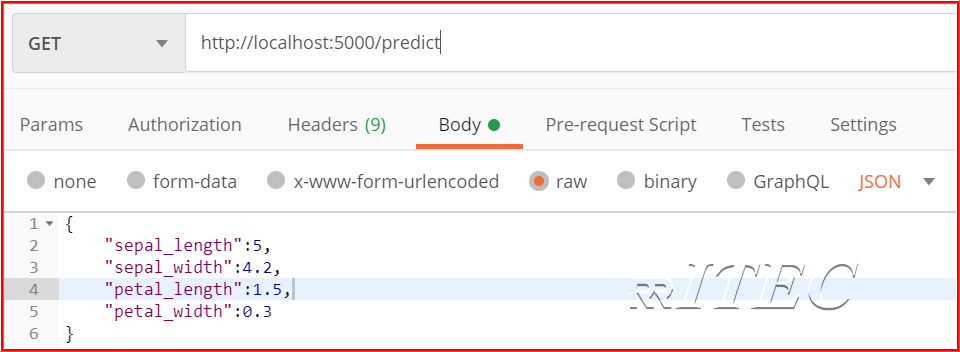 GET http://localhost:5000/predict
Params Authorization Headers (9) Body Pre-request Script Tests Settings
none form-data x-www-form-urlencoded raw binary GraphQL JSON
1 {
2 "sepal_length":5,
3 "sepal_width":4.2,
4 "petal_length":1.5,
5 "petal_width":0.3
6 }
ITEC